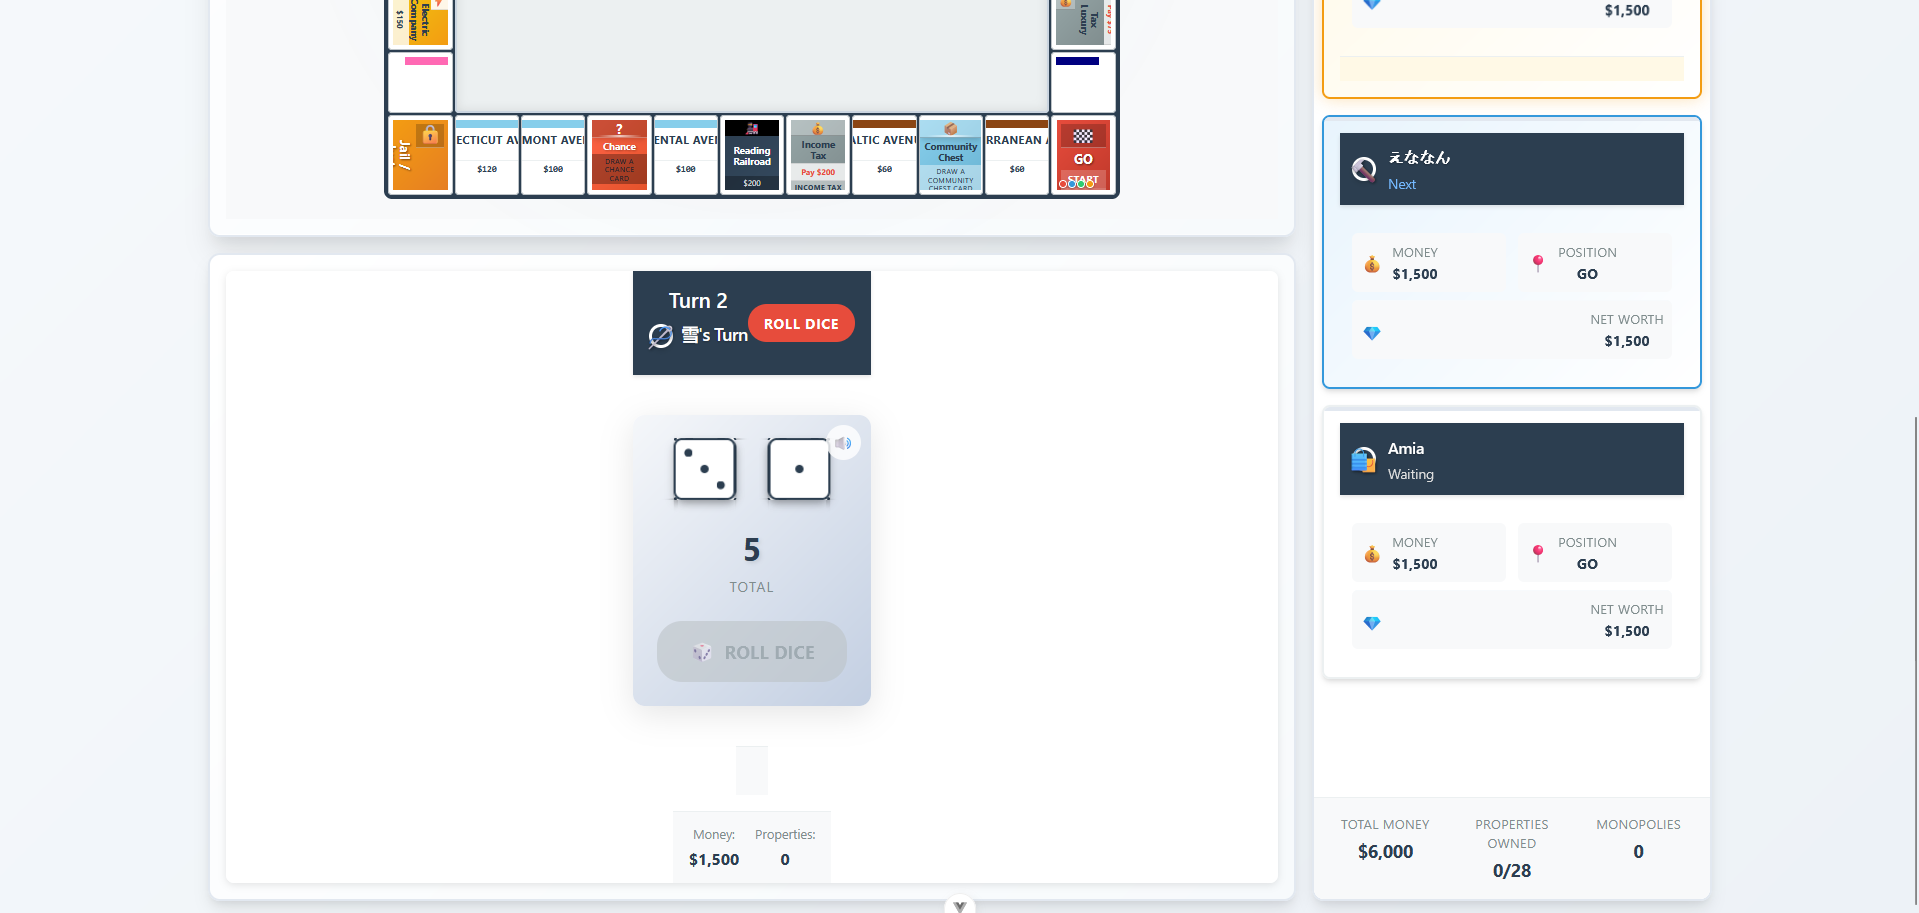 Electric
Company
$150
Luxury
Tax
Pay $75
Jail /
ECTICUT AV
$120
MONT AVE
$100
?
Chance
DRAW A
CHANCE
CARD
ENTAL AVE
$100
Reading
Railroad
$200
Income
Tax
Pay $200
INCOME TAX
LTIC AVENU
$60
Community
Chest
DRAW A
COMMUNITY
CHEST CARD
RRANEAN A
$60
GO
START
Turn 2
雪's Turn
ROLL DICE
5
TOTAL
ROLL DICE
Money:
$1,500
Properties:
0
$1,500
えななん
Next
MONEY
$1,500
POSITION
GO
NET WORTH
$1,500
Amia
Waiting
MONEY
$1,500
POSITION
GO
NET WORTH
$1,500
TOTAL MONEY
$6,000
PROPERTIES
OWNED
0/28
MONOPOLIES
0